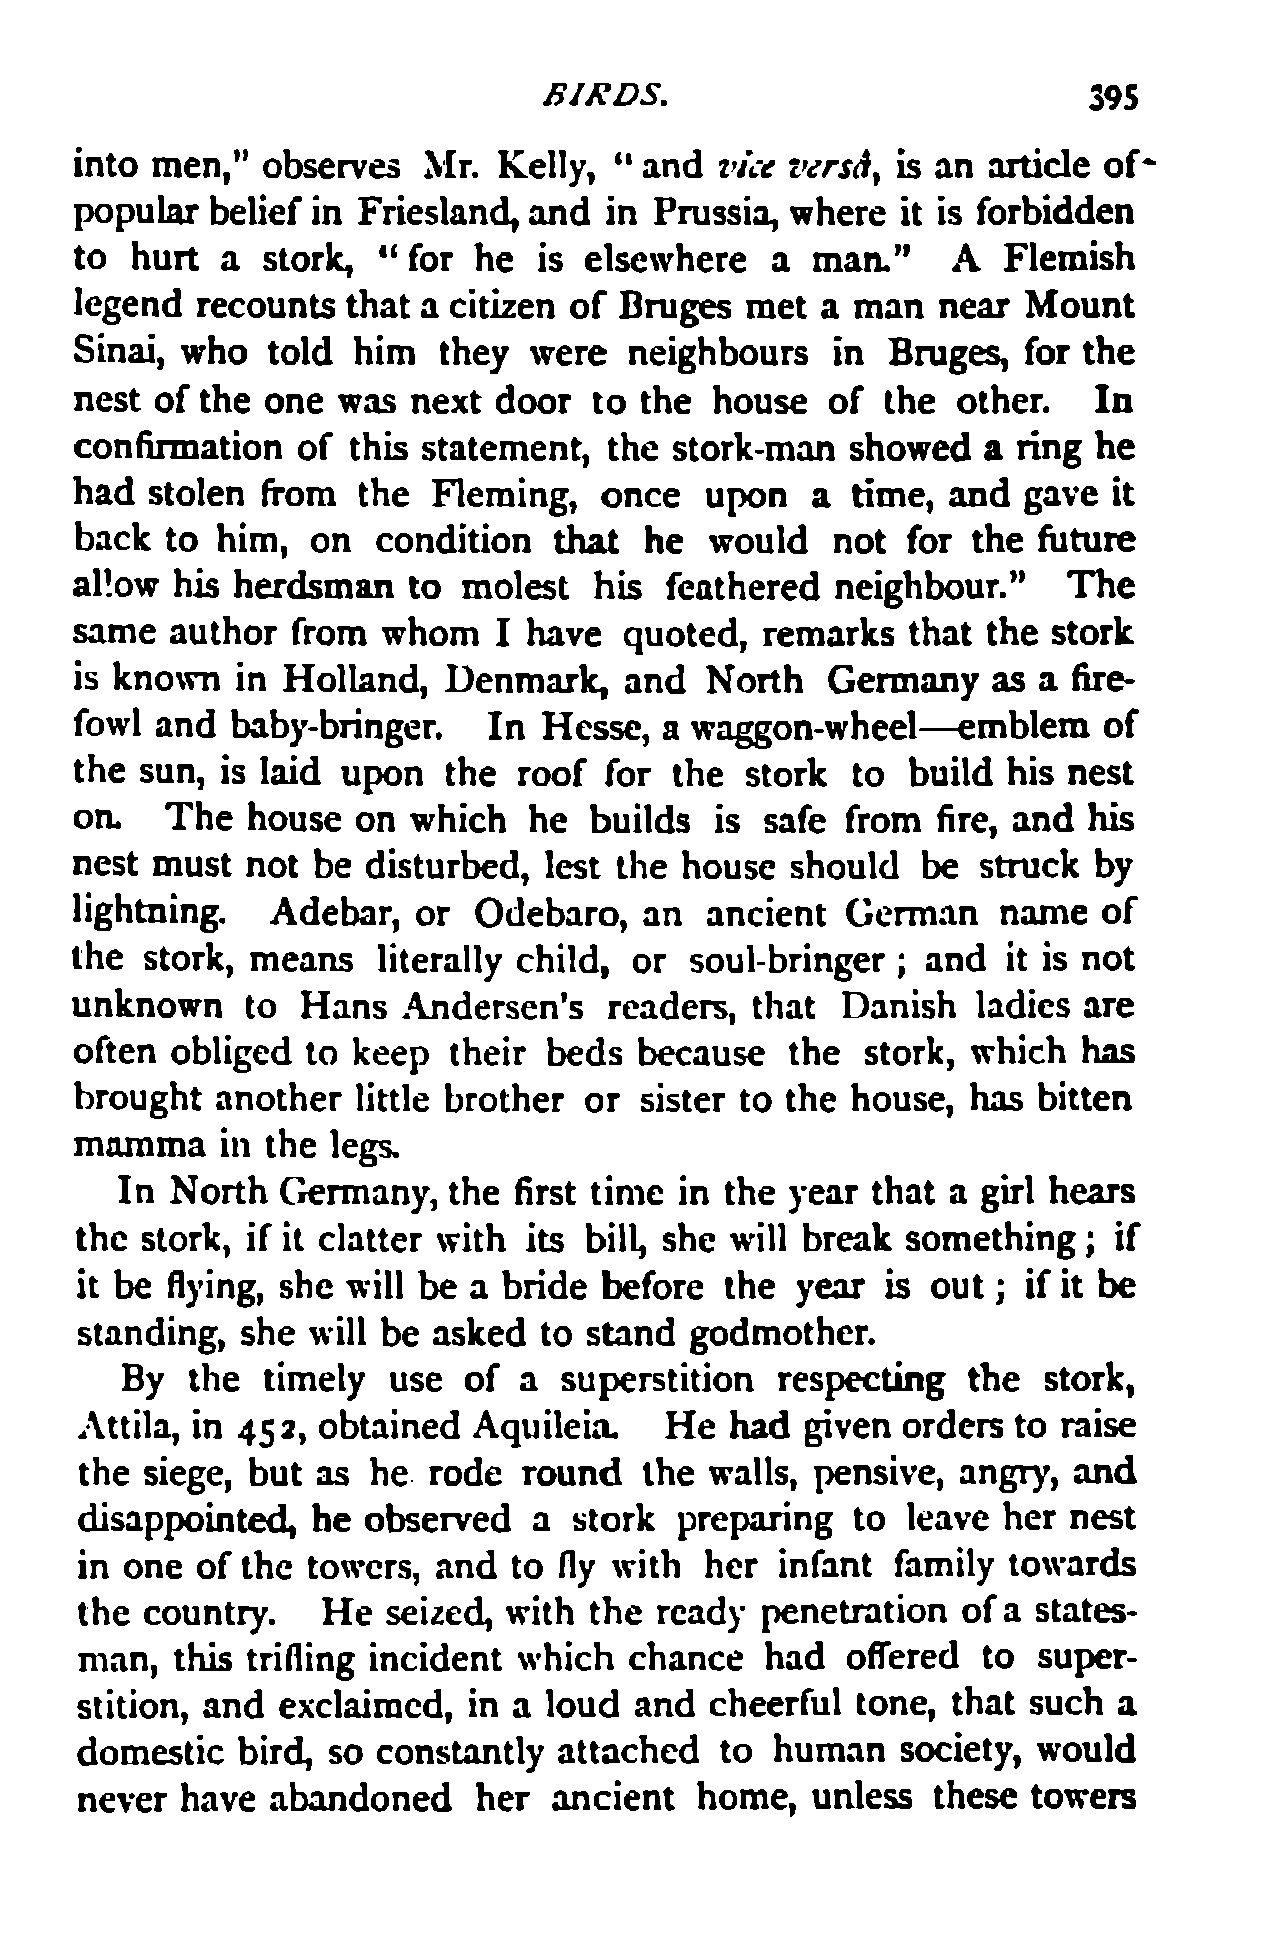 BIRDS. 395
into men," observes Mr. Kelly, "and vice versâ, is an article of
popular belief in Friesland, and in Prussia, where it is forbidden
to hurt a stork, "for he is elsewhere a man." A Flemish
legend recounts that a citizen of Bruges met a man near Mount
Sinai, who told him they were neighbours in Bruges, for the
nest of the one was next door to the house of the other. In
confirmation of this statement, the stork-man showed a ring he
had stolen from the Fleming, once upon a time, and gave it
back to him, on condition that he would not for the future
allow his herdsman to molest his feathered neighbour." The
same author from whom I have quoted, remarks that the stork
is known in Holland, Denmark, and North Germany as a fire-
fowl and baby-bringer. In Hesse, a waggon-wheel—emblem of
the sun, is laid upon the roof for the stork to build his nest
on. The house on which he builds is safe from fire, and his
nest must not be disturbed, lest the house should be struck by
lightning. Adebar, or Odebaro, an ancient German name of
the stork, means literally child, or soul-bringer; and it is not
unknown to Hans Andersen's readers, that Danish ladies are
often obliged to keep their beds because the stork, which has
brought another little brother or sister to the house, has bitten
mamma in the legs.
In North Germany, the first time in the year that a girl hears
the stork, if it clatter with its bill, she will break something; if
it be flying, she will be a bride before the year is out; if it be
standing, she will be asked to stand godmother.
By the timely use of a superstition respecting the stork,
Attila, in 452, obtained Aquileia. He had given orders to raise
the siege, but as he rode round the walls, pensive, angry, and
disappointed, he observed a stork preparing to leave her nest
in one of the towers, and to fly with her infant family towards
the country. He seized, with the ready penetration of a states-
man, this trifling incident which chance had offered to super-
stition, and exclaimed, in a loud and cheerful tone, that such a
domestic bird, so constantly attached to human society, would
never have abandoned her ancient home, unless these towers